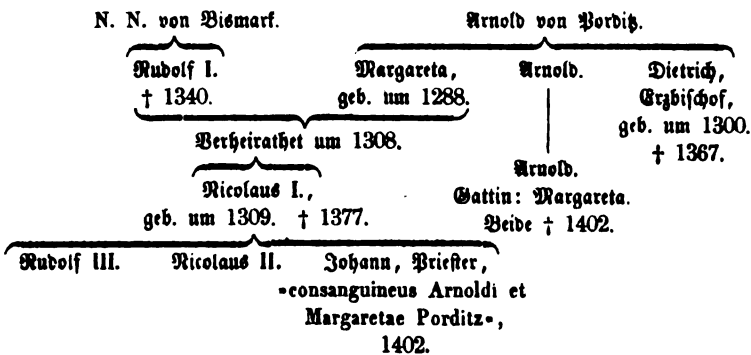 N. N. von Bismark.
Arnold von Porditz.
Rudolf I.
† 1340.
Margareta,
geb. um 1288.
Arnold.
Dietrich,
Erzbischof,
geb. um 1300.
† 1367.
Verheirathet um 1308.
Nicolaus I.,
geb. um 1309. † 1377.
Arnold.
Gattin: Margareta.
Beide † 1402.
Rudolf III.
Nicolaus II.
Johann, Priester,
»consanguineus Arnoldi et
Margaretae Porditz«,
1402.